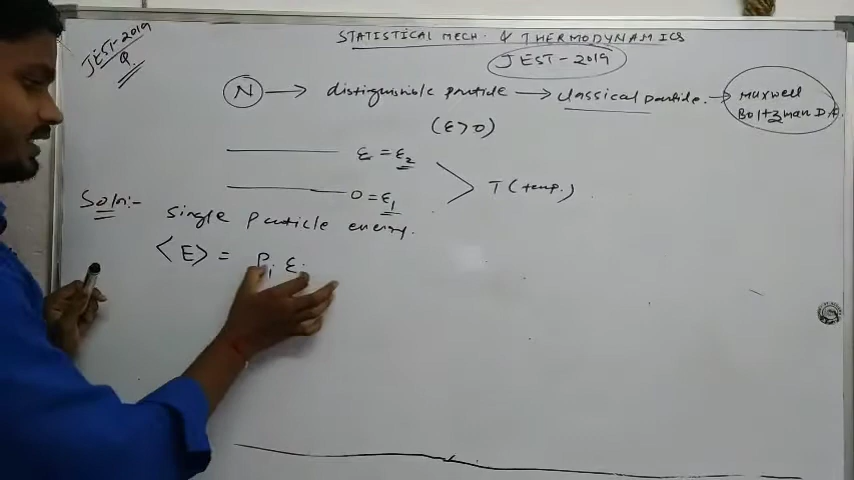 JEST-2019
Q.
STATISTICAL MECH. & THERMODYNAMICS
JEST-2019
N → distinguishable particle → classical particle. → Maxwell
Boltzman D.F.
(ε>0)
ε = ε₂
0 = ε₁
T (temp.)
Soln:-
Single particle energy.
<E> = Pᵢ εᵢ